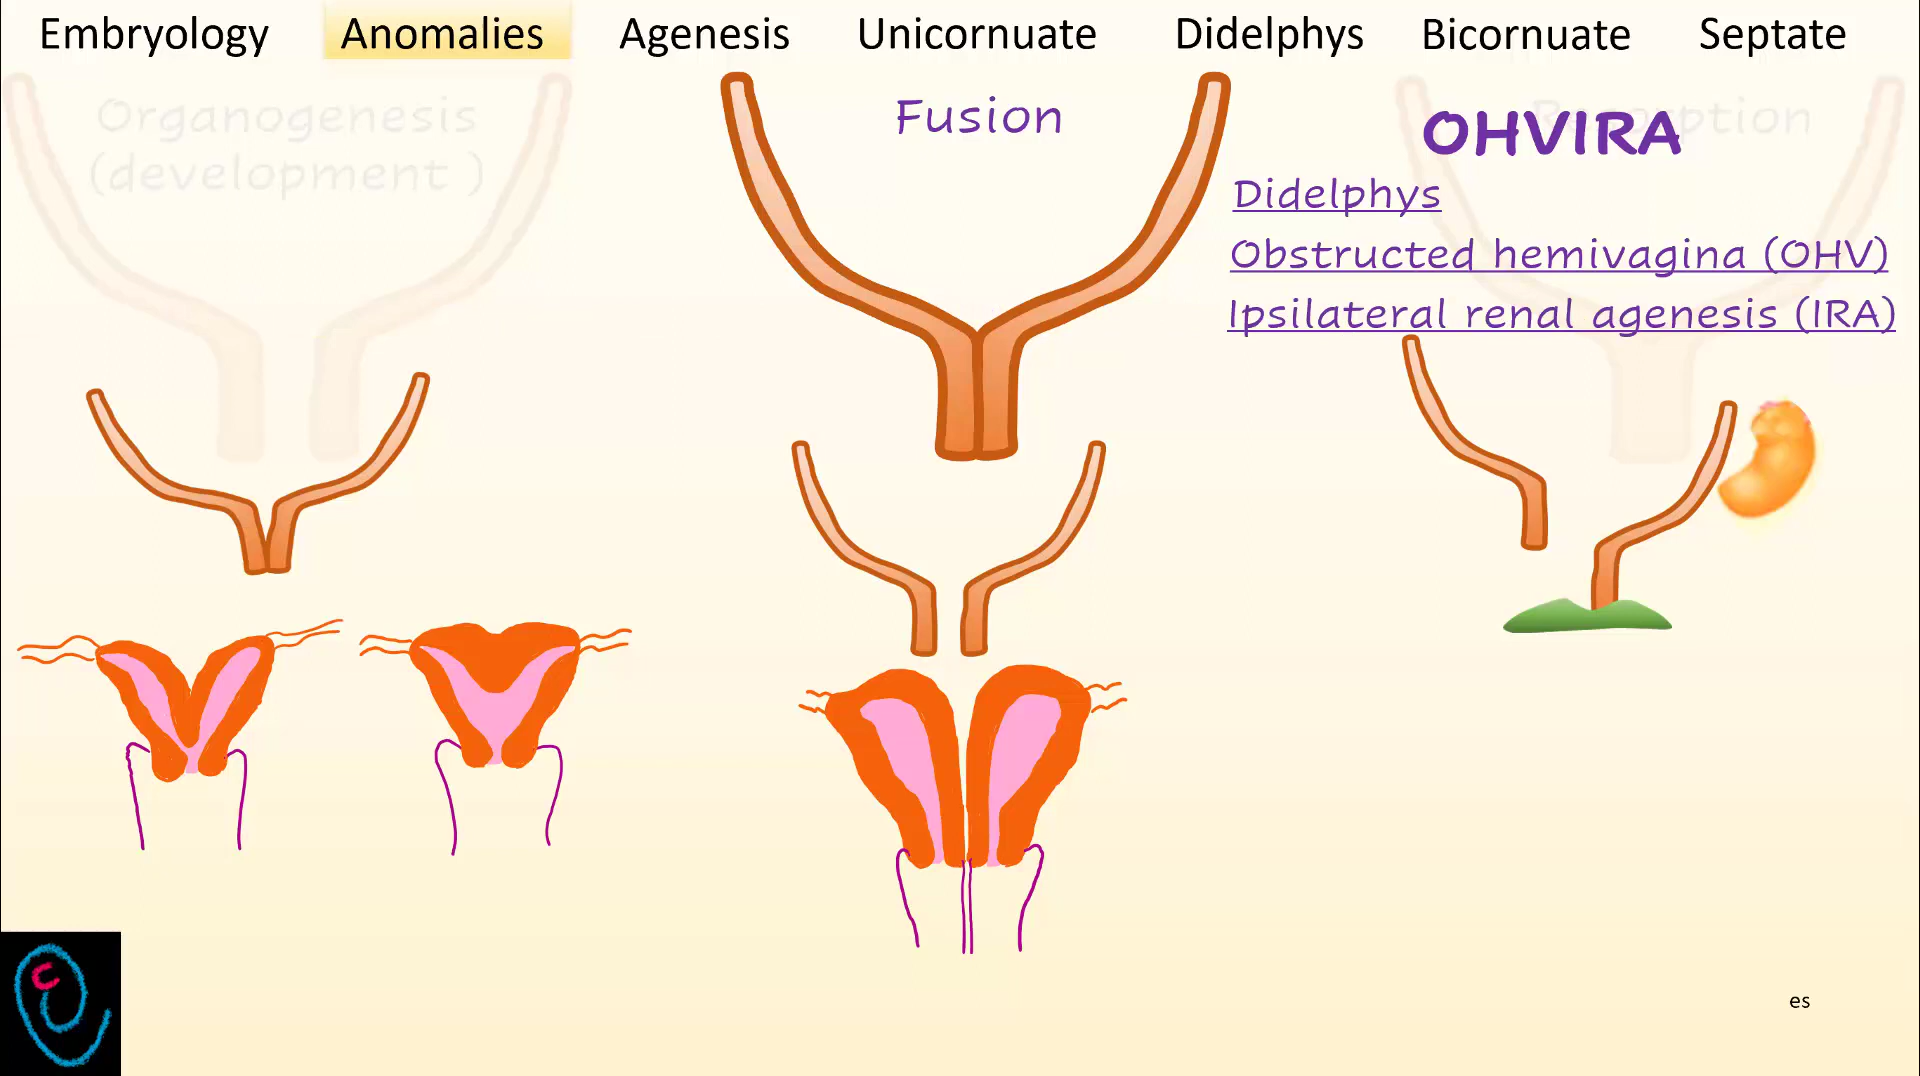 Embryology Anomalies Agenesis Unicornuate Didelphys Bicornuate Septate
Organogenesis
(development )
Fusion
Resorption
OHVIRA
Didelphys
Obstructed hemivagina (OHV)
Ipsilateral renal agenesis (IRA)
es